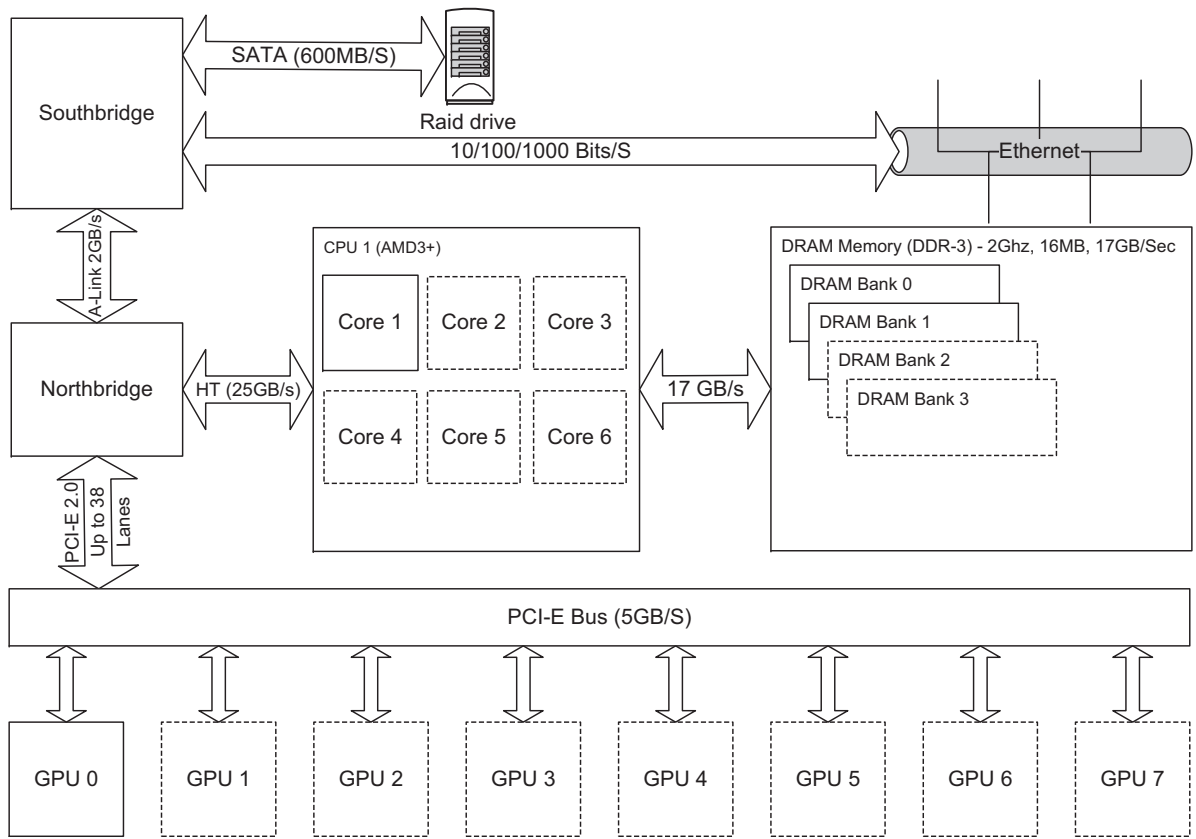 SATA (600MB/S)
Southbridge
Raid drive
10/100/1000 Bits/S
Ethernet
A-Link 2GB/s
CPU 1 (AMD3+)
Core 1
Core 2
Core 3
Core 4
Core 5
Core 6
DRAM Memory (DDR-3) - 2Ghz, 16MB, 17GB/Sec
DRAM Bank 0
DRAM Bank 1
DRAM Bank 2
DRAM Bank 3
Northbridge
HT (25GB/s)
17 GB/s
PCI-E 2.0
Up to 38
Lanes
PCI-E Bus (5GB/S)
GPU 0
GPU 1
GPU 2
GPU 3
GPU 4
GPU 5
GPU 6
GPU 7